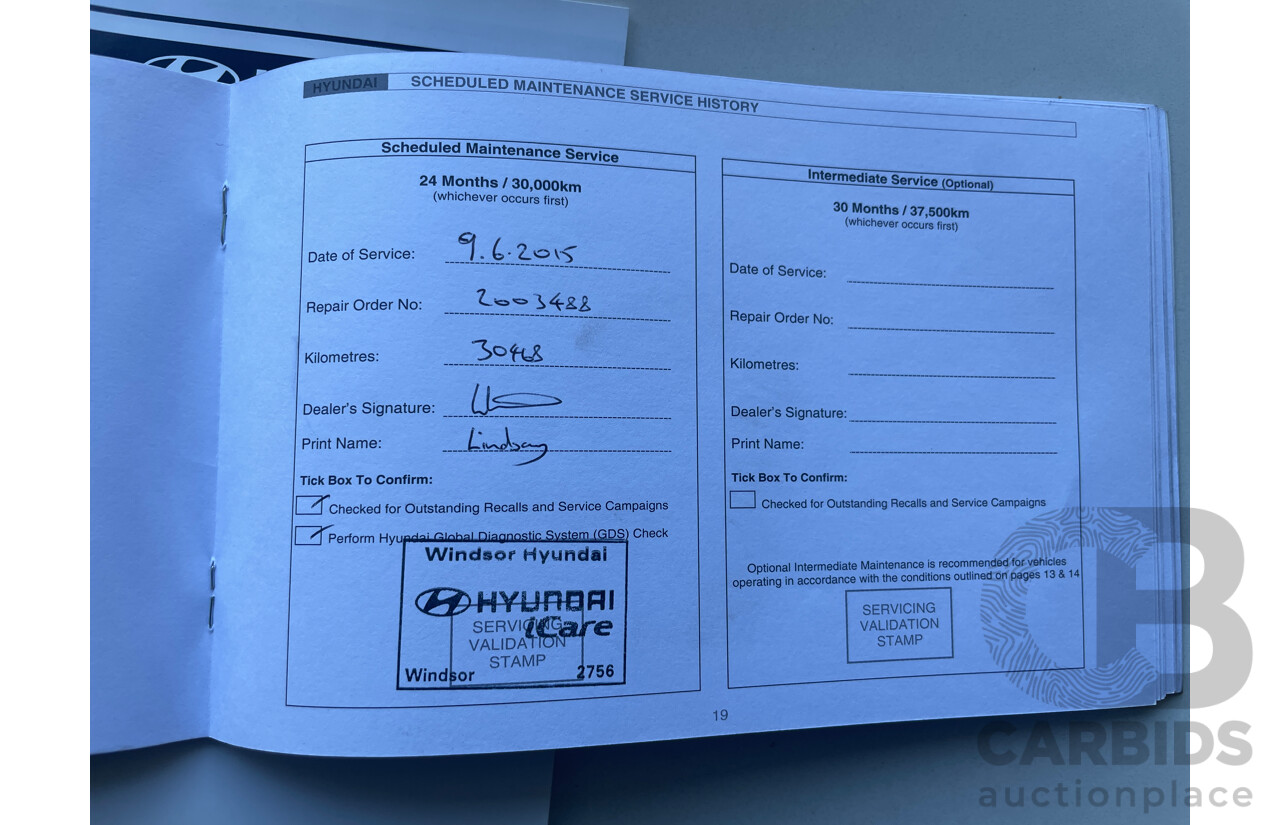 HYUNDAI SCHEDULED MAINTENANCE SERVICE HISTORY
Scheduled Maintenance Service
24 Months / 30,000km
(whichever occurs first)
Date of Service: 9.6.2015
Repair Order No: 2003488
Kilometres: 30468
Dealer's Signature:
Print Name: Lindsay
Tick Box To Confirm:
Checked for Outstanding Recalls and Service Campaigns
Perform Hyundai Global Diagnostic System (GDS) Check
Windsor Hyundai
HYUNDAI
iCare
SERVICING
VALIDATION
STAMP
Windsor 2756
Intermediate Service (Optional)
30 Months / 37,500km
(whichever occurs first)
Date of Service:
Repair Order No:
Kilometres:
Dealer's Signature:
Print Name:
Tick Box To Confirm:
Checked for Outstanding Recalls and Service Campaigns
Optional Intermediate Maintenance is recommended for vehicles
operating in accordance with the conditions outlined on pages 13 & 14
SERVICING
VALIDATION
STAMP
19
CB
CARBIDS
auctionplace